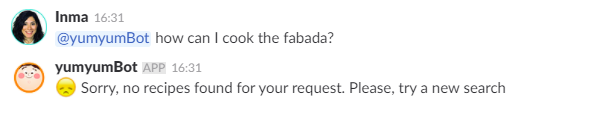 Inma 16:31
@yumyumBot how can I cook the fabada?
yumyumBot APP 16:31
Sorry, no recipes found for your request. Please, try a new search